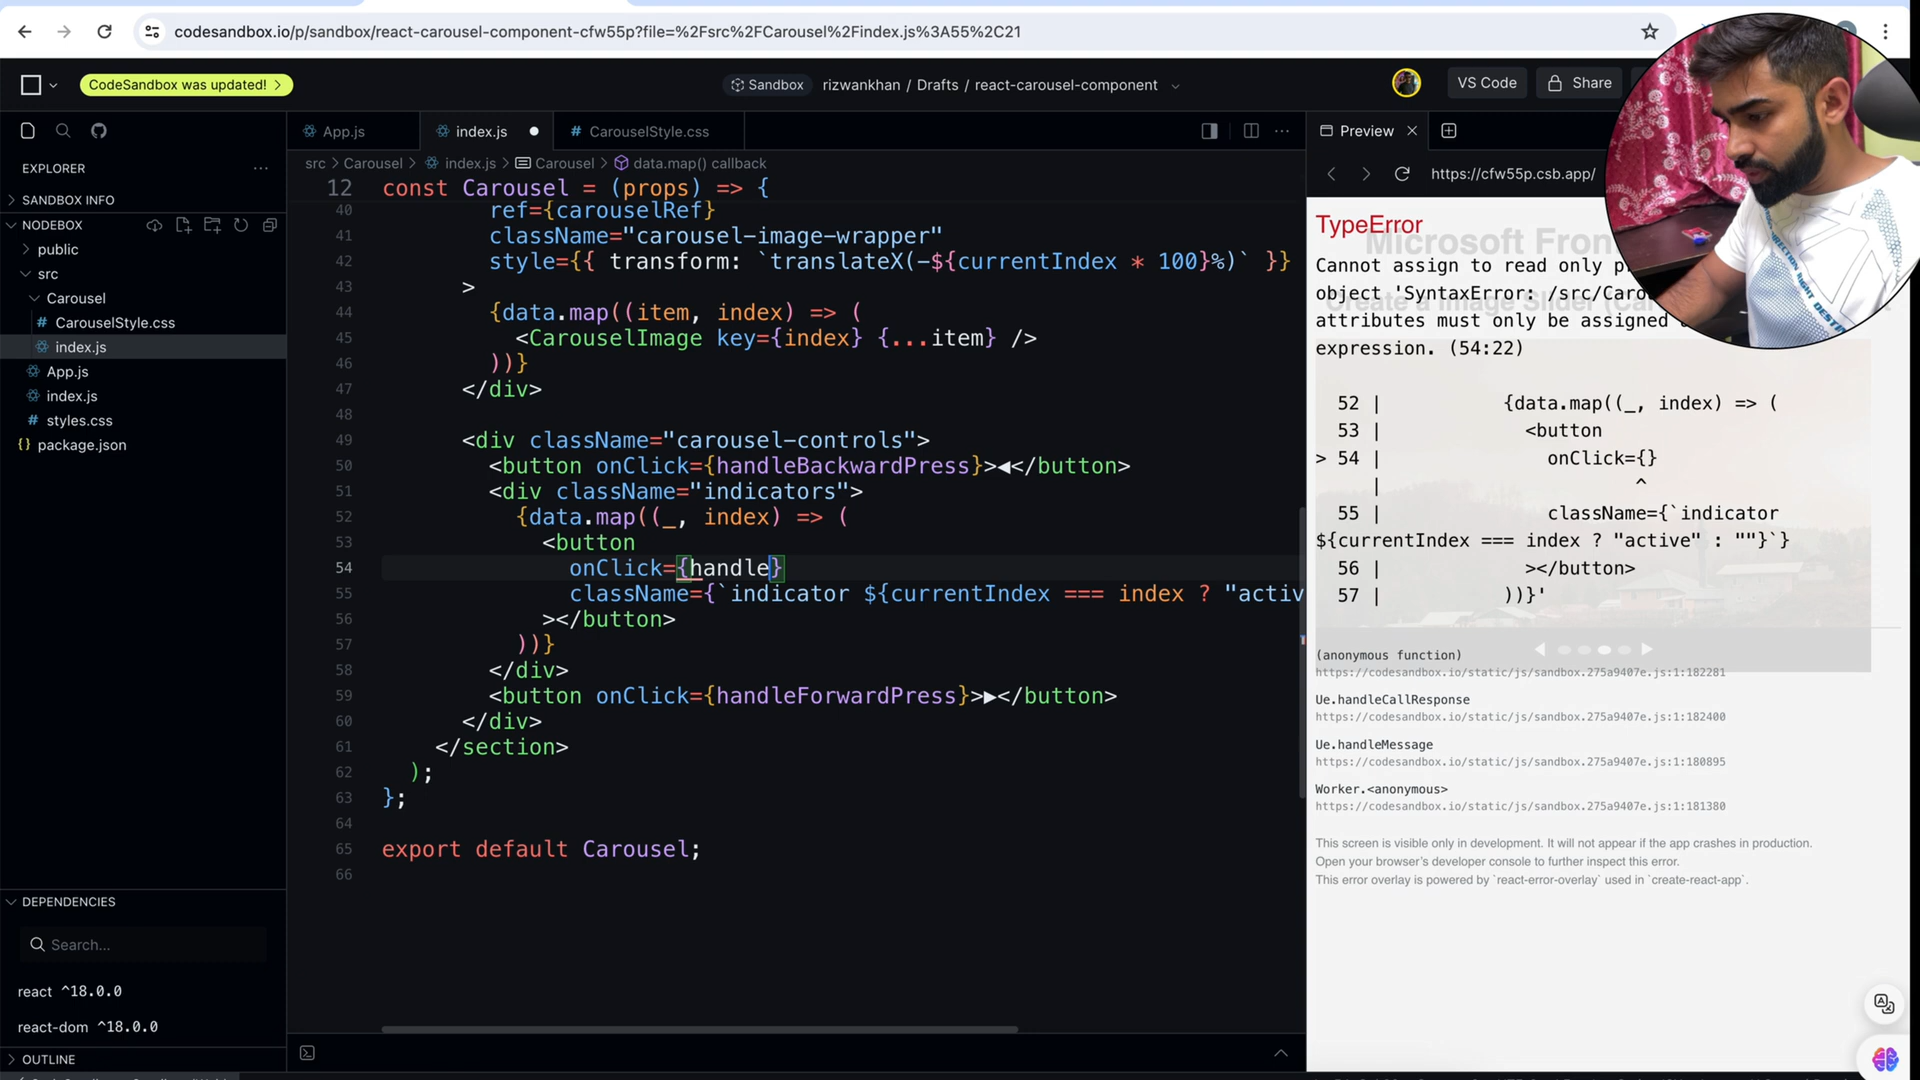 codesandbox.io/p/sandbox/react-carousel-component-cfw55p?file=%2Fsrc%2FCarousel%2Findex.js%3A55%2C21
CodeSandbox was updated! >
Sandbox rizwankhan / Drafts / react-carousel-component
VS Code
Share
EXPLORER
SANDBOX INFO
NODEBOX
public
src
Carousel
# CarouselStyle.css
index.js
App.js
index.js
# styles.css
{} package.json
DEPENDENCIES
Search...
react ^18.0.0
react-dom ^18.0.0
OUTLINE
App.js
index.js
# CarouselStyle.css
src > Carousel > index.js > Carousel > data.map() callback
12 const Carousel = (props) => {
40 ref={carouselRef}
41 className="carousel-image-wrapper"
42 style={{ transform: `translateX(-${currentIndex * 100}%)` }}
43 >
44 {data.map((item, index) => (
45 <CarouselImage key={index} {...item} />
46 ))}
47 </div>
48
49 <div className="carousel-controls">
50 <button onClick={handleBackwardPress}>◀</button>
51 <div className="indicators">
52 {data.map((_, index) => (
53 <button
54 onClick={handle}
55 className={`indicator ${currentIndex === index ? "activ
56 ></button>
57 ))}
58 </div>
59 <button onClick={handleForwardPress}>▶</button>
60 </div>
61 </section>
62 );
63 };
64
65 export default Carousel;
66
Preview
https://cfw55p.csb.app/
TypeError
Microsoft Fron
Cannot assign to read only p
object 'SyntaxError: /src/Caro
Create a Image Slider (Ca
attributes must only be assigned
expression. (54:22)
52 | {data.map((_, index) => (
53 | <button
> 54 | onClick={}
| ^
55 | className={`indicator
${currentIndex === index ? "active" : ""}`}
56 | ></button>
57 | ))}'
(anonymous function)
https://codesandbox.io/static/js/sandbox.275a9407e.js:1:182281
Ue.handleCallResponse
https://codesandbox.io/static/js/sandbox.275a9407e.js:1:182400
Ue.handleMessage
https://codesandbox.io/static/js/sandbox.275a9407e.js:1:180895
Worker.<anonymous>
https://codesandbox.io/static/js/sandbox.275a9407e.js:1:181380
This screen is visible only in development. It will not appear if the app crashes in production.
Open your browser's developer console to further inspect this error.
This error overlay is powered by `react-error-overlay` used in `create-react-app`.